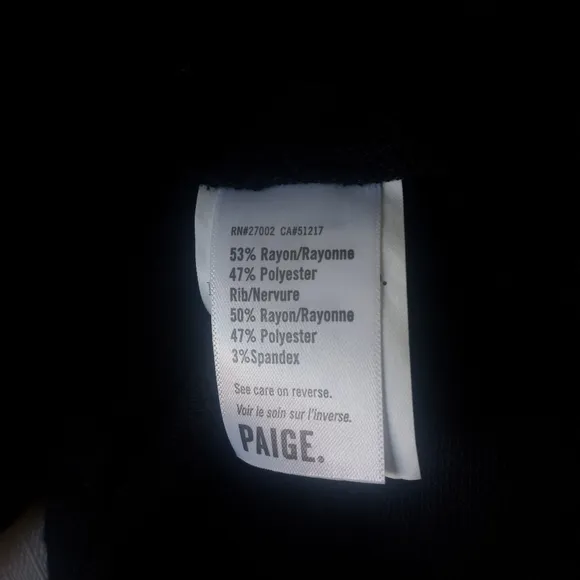 RN#27002 CA#51217
53% Rayon/Rayonne
47% Polyester
Rib/Nervure
50% Rayon/Rayonne
47% Polyester
3%Spandex
See care on reverse.
Voir le soin sur l'inverse.
PAIGE.